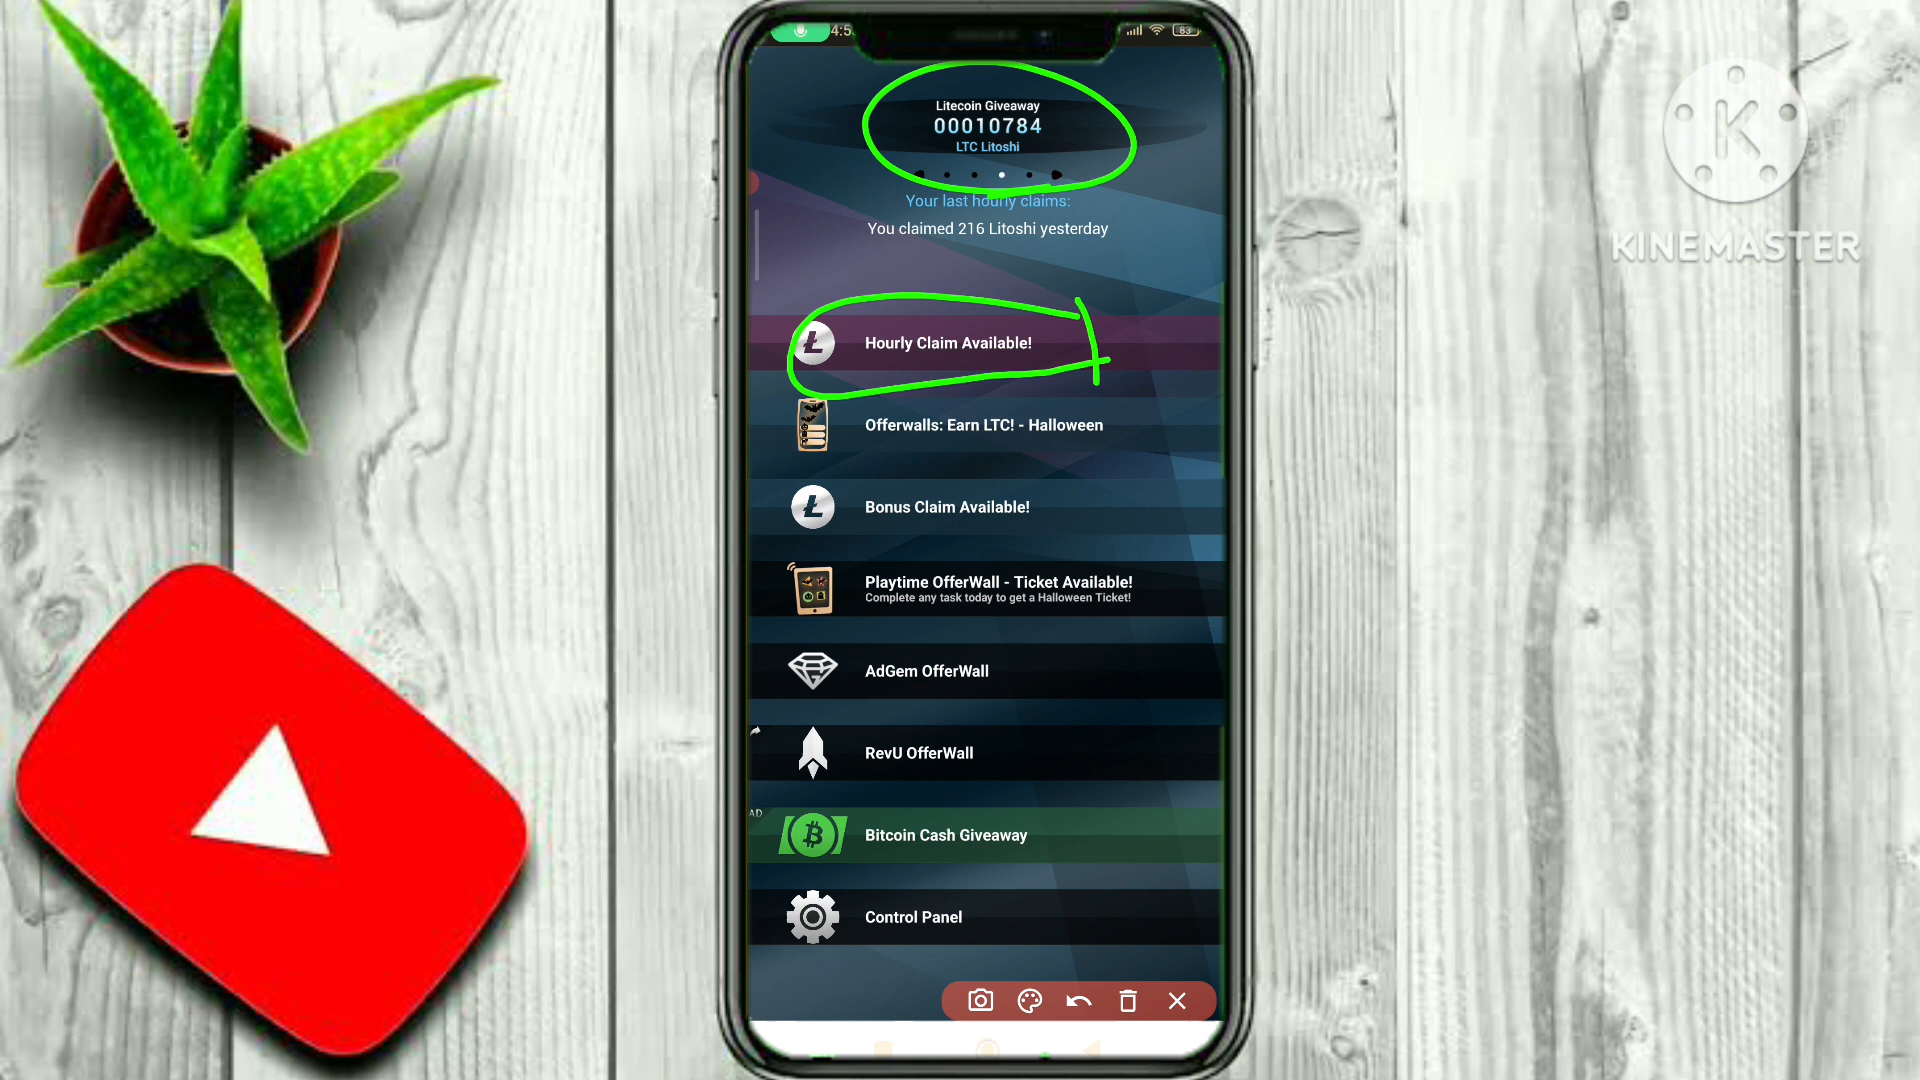 4:5
83
Litecoin Giveaway
00010784
LTC Litoshi
Your last hourly claims:
You claimed 216 Litoshi yesterday
Hourly Claim Available!
Offerwalls: Earn LTC! - Halloween
Bonus Claim Available!
Playtime OfferWall - Ticket Available!
Complete any task today to get a Halloween Ticket!
AdGem OfferWall
RevU OfferWall
AD
Bitcoin Cash Giveaway
Control Panel
K
KINEMASTER